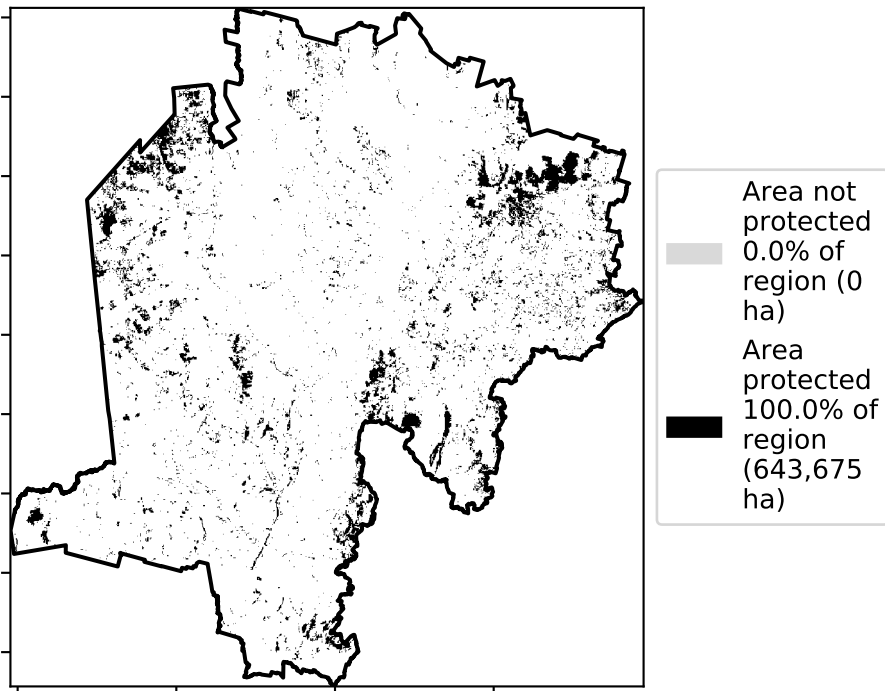 Area not
protected
0.0% of
region (0
ha)
Area
protected
100.0% of
region
(643,675
ha)